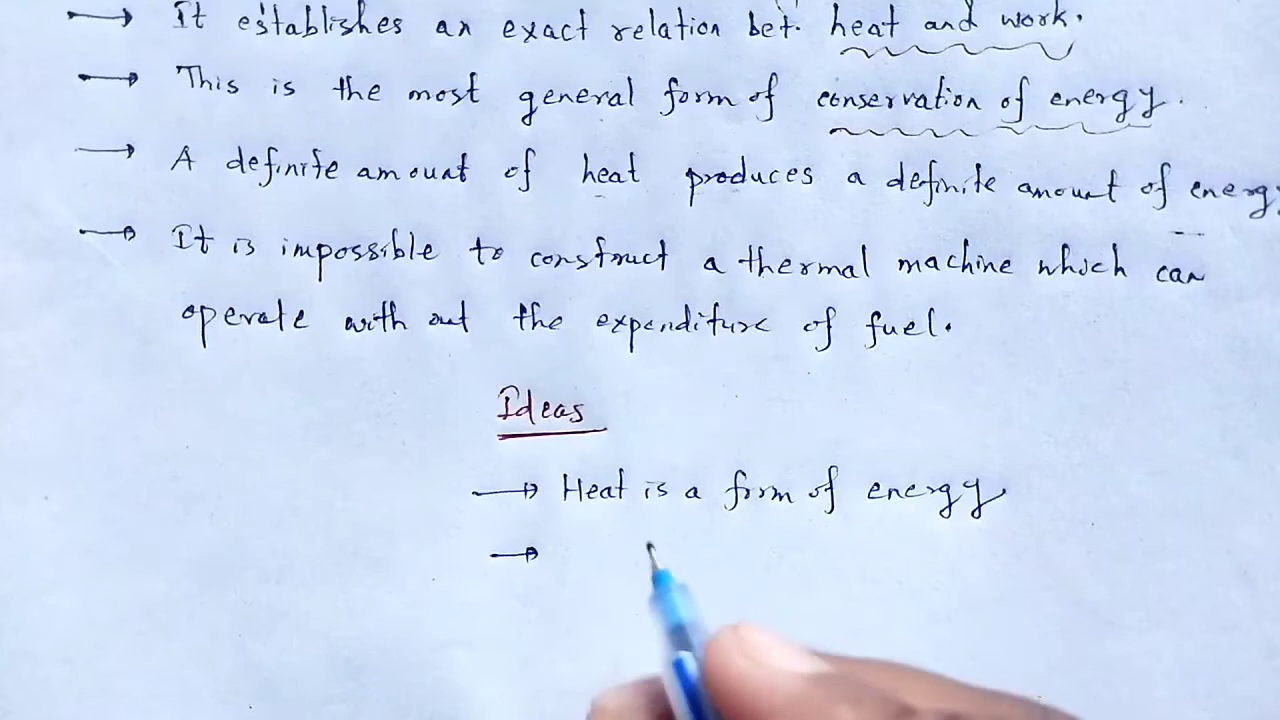 → It establishes an exact relation bet. heat and work.
→ This is the most general form of conservation of energy.
→ A definite amount of heat produces a definite amount of energy
→ It is impossible to construct a thermal machine which can
operate with out the expenditure of fuel.
Ideas
→ Heat is a form of energy
→